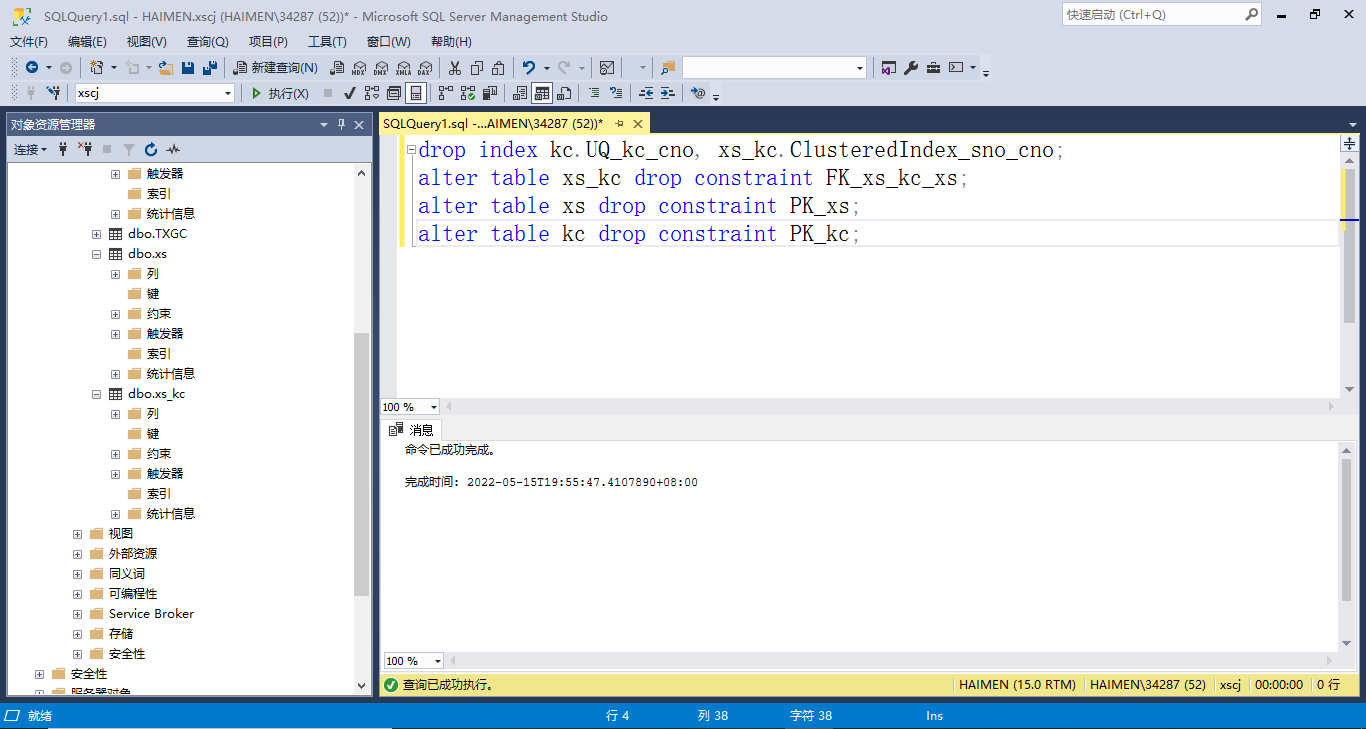 SQLQuery1.sql - HAIMEN.xscj (HAIMEN\34287 (52))* - Microsoft SQL Server Management Studio
快速启动 (Ctrl+Q)
文件(F) 编辑(E) 视图(V) 查询(Q) 项目(P) 工具(T) 窗口(W) 帮助(H)
新建查询(N) MDX DMX XMLA DAX
xscj 执行(X)
对象资源管理器
连接
触发器
索引
统计信息
dbo.TXGC
dbo.xs
列
键
约束
触发器
索引
统计信息
dbo.xs_kc
列
键
约束
触发器
索引
统计信息
视图
外部资源
同义词
可编程性
Service Broker
存储
安全性
安全性
服务器对象
SQLQuery1.sql -...AIMEN\34287 (52))*
drop index kc.UQ_kc_cno, xs_kc.ClusteredIndex_sno_cno;
alter table xs_kc drop constraint FK_xs_kc_xs;
alter table xs drop constraint PK_xs;
alter table kc drop constraint PK_kc;
100 %
消息
命令已成功完成。
完成时间: 2022-05-15T19:55:47.4107890+08:00
100 %
查询已成功执行。 HAIMEN (15.0 RTM) HAIMEN\34287 (52) xscj 00:00:00 0 行
就绪 行 4 列 38 字符 38 Ins